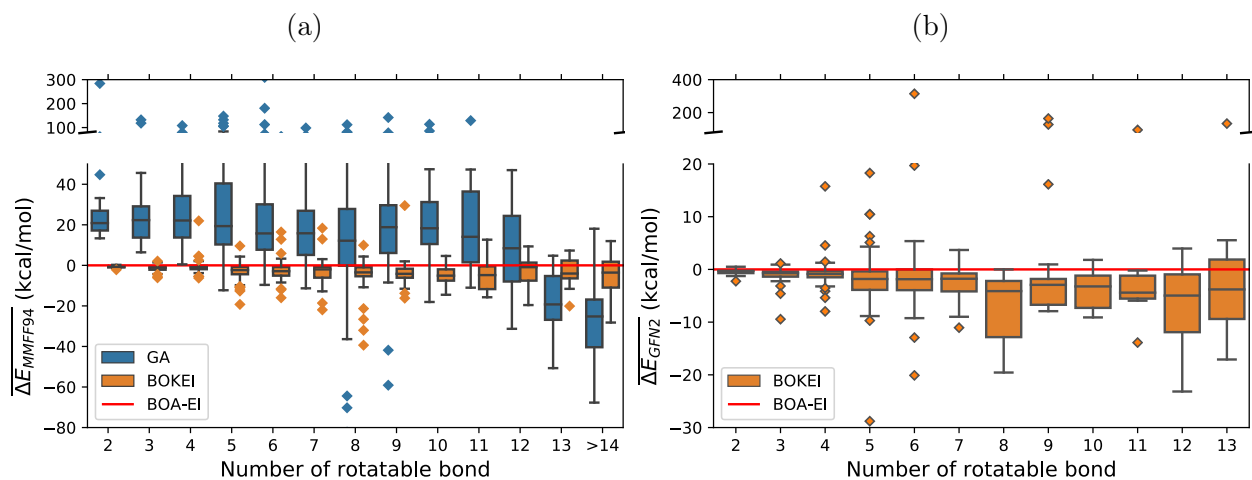 (a)
(b)
300
200
100
40
20
0
−20
−40
−60
−80
ΔE_MMFF94 (kcal/mol)
GA
BOKEI
BOA-EI
2 3 4 5 6 7 8 9 10 11 12 13 >14
Number of rotatable bond
400
200
20
10
0
−10
−20
−30
ΔE_GFN2 (kcal/mol)
BOKEI
BOA-EI
2 3 4 5 6 7 8 9 10 11 12 13
Number of rotatable bond